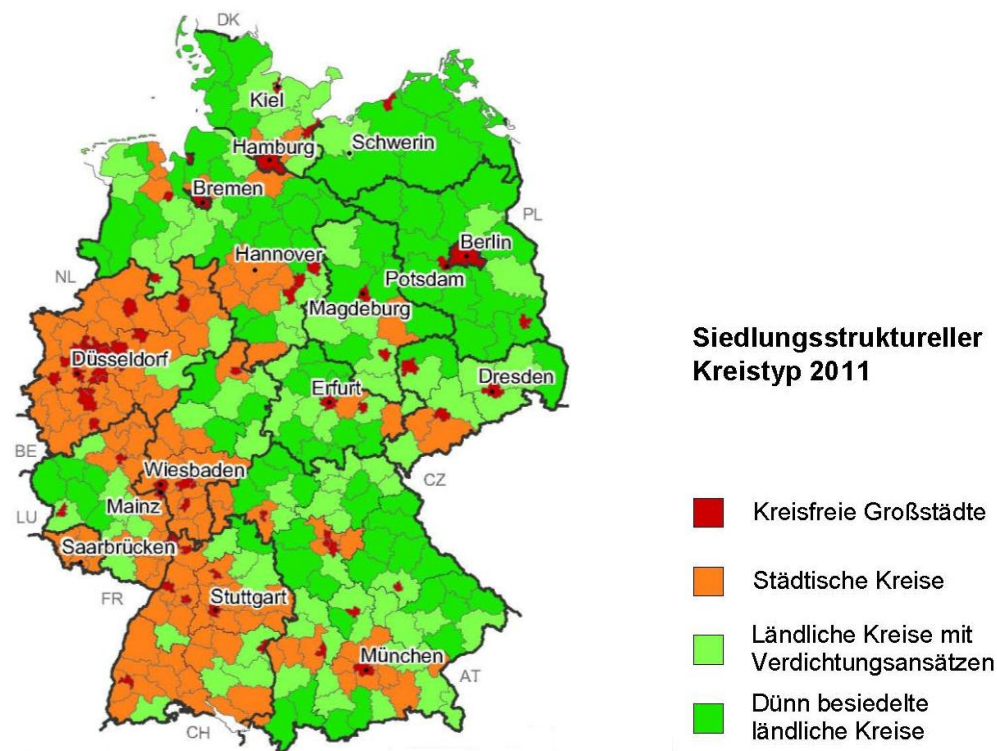 DK
Kiel
Hamburg
Schwerin
Bremen
PL
Berlin
Hannover
Potsdam
NL
Magdeburg
Düsseldorf
Erfurt
Dresden
BE
Wiesbaden
CZ
Mainz
LU
Saarbrücken
FR
Stuttgart
München
AT
CH
Siedlungsstruktureller
Kreistyp 2011
Kreisfreie Großstädte
Städtische Kreise
Ländliche Kreise mit
Verdichtungsansätzen
Dünn besiedelte
ländliche Kreise